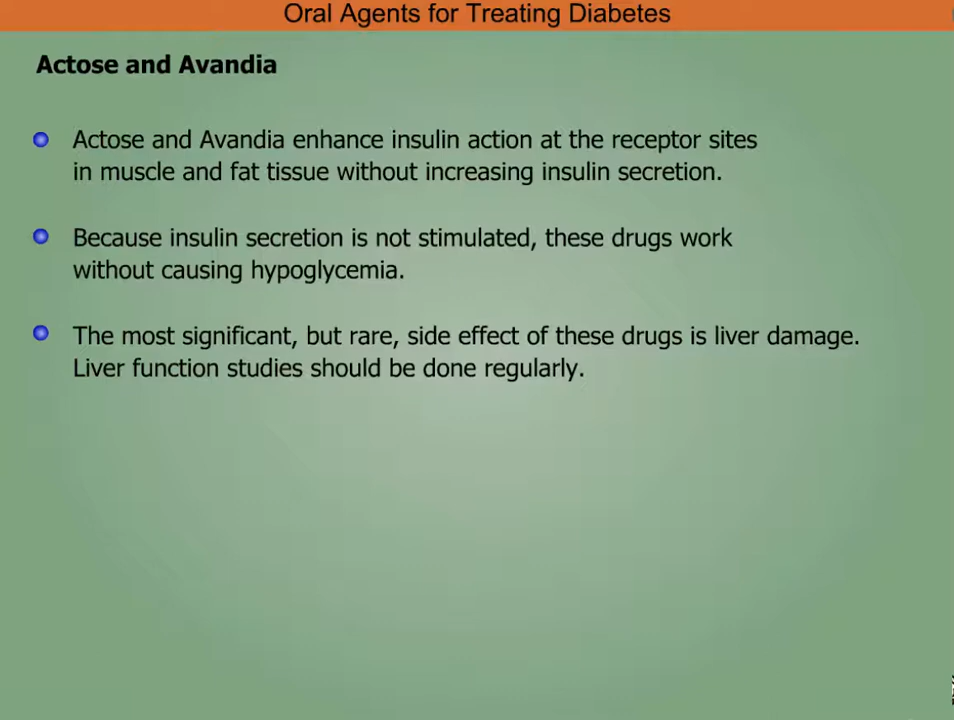 Oral Agents for Treating Diabetes
Actose and Avandia
Actose and Avandia enhance insulin action at the receptor sites
in muscle and fat tissue without increasing insulin secretion.
Because insulin secretion is not stimulated, these drugs work
without causing hypoglycemia.
The most significant, but rare, side effect of these drugs is liver damage.
Liver function studies should be done regularly.